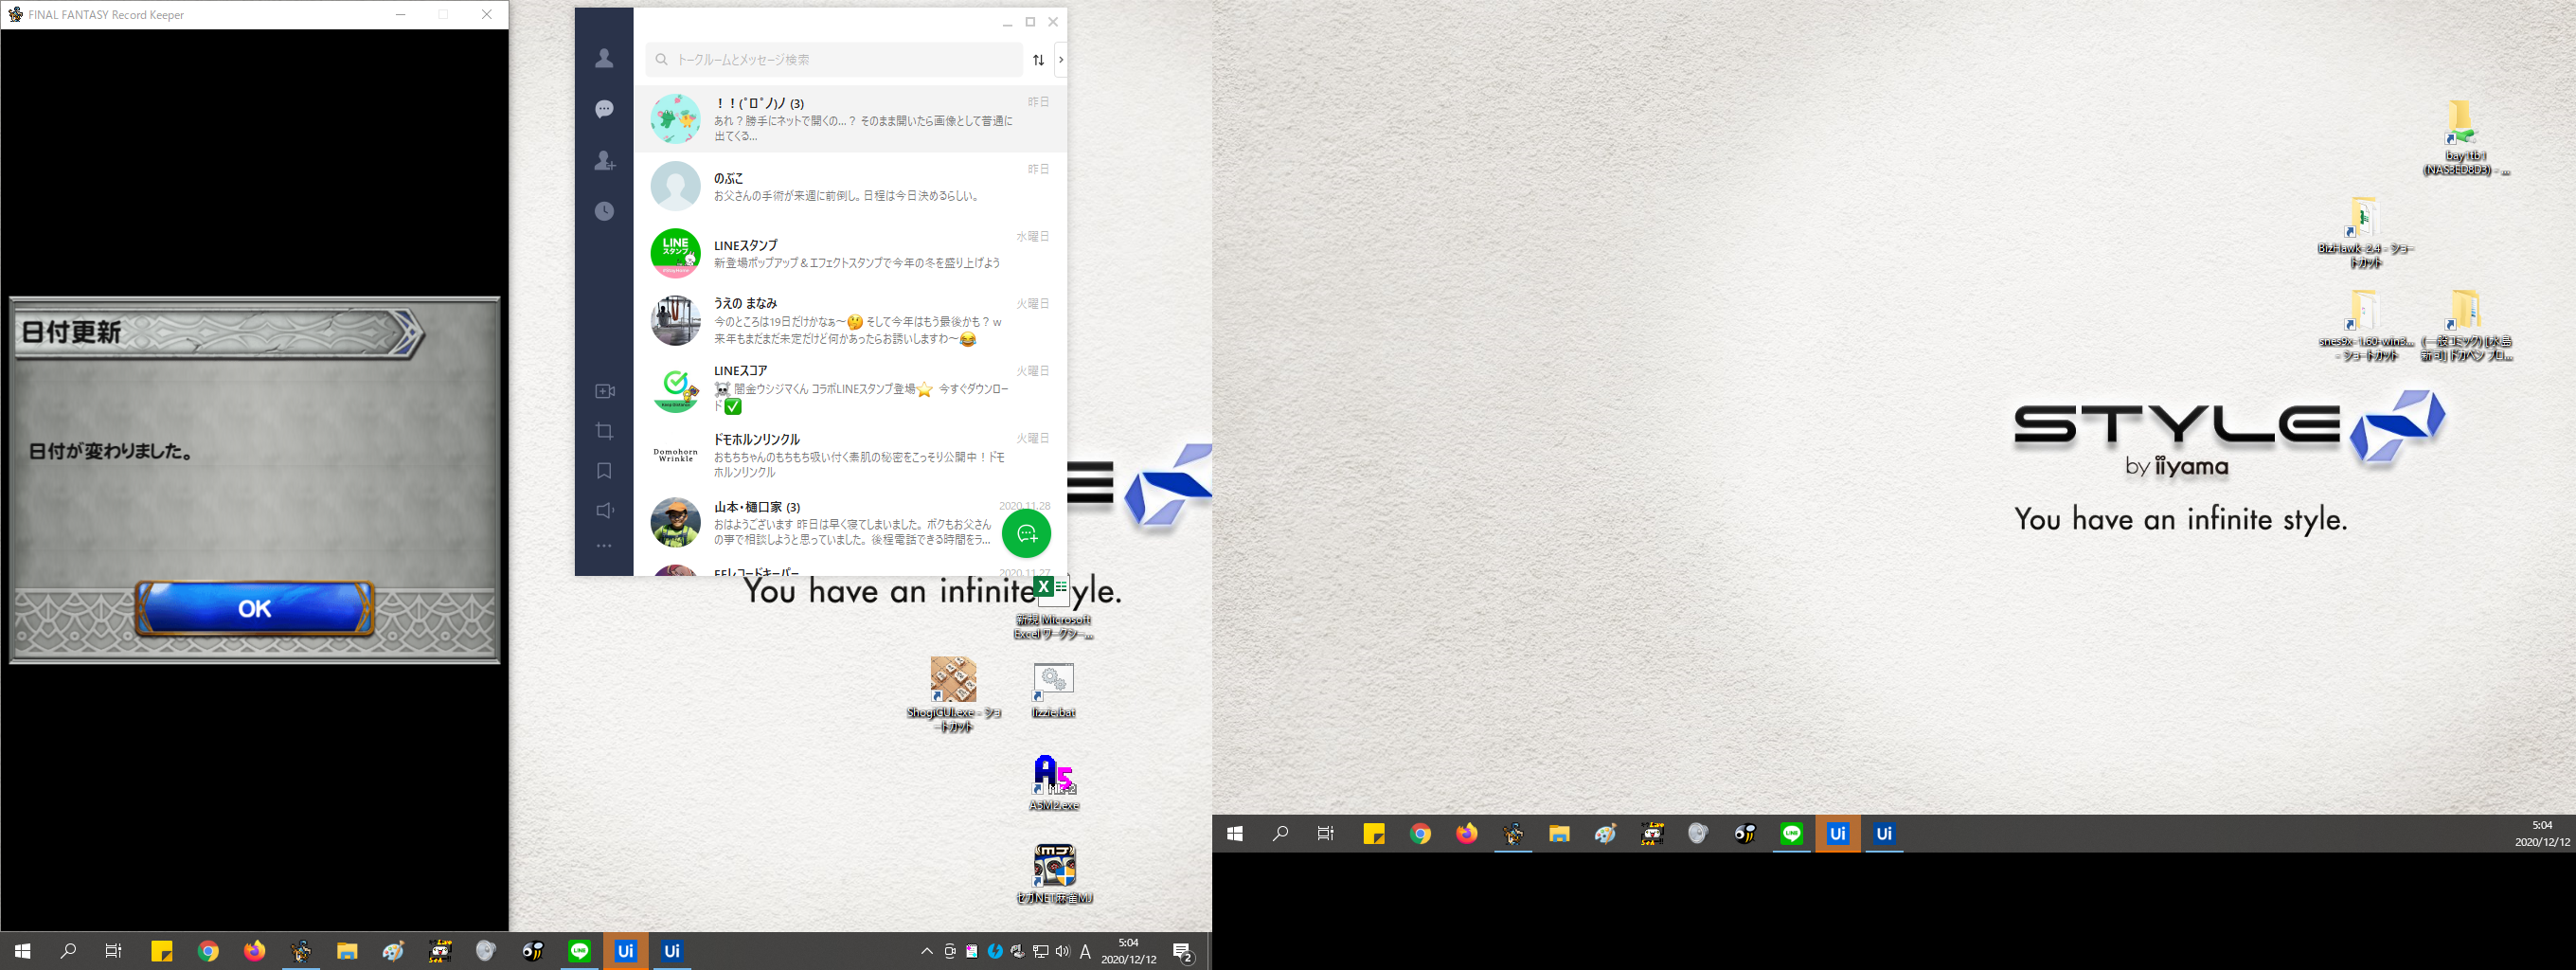 FINAL FANTASY Record Keeper
日付更新
日付が変わりました。
OK
トークルームとメッセージ検索
！！(ﾟロﾟノ)ノ (3)
昨日
あれ？勝手にネットで開くの...？ そのまま開いたら画像として普通に
出てくる...
のぶこ
昨日
お父さんの手術が来週に前倒し。日程は今日決めるらしい。
LINE
スタンプ
LINEスタンプ
水曜日
新登場ポップアップ＆エフェクトスタンプで今年の冬を盛り上げよう
うえの まなみ
火曜日
今のところは19日だけかなぁ〜🤔 そして今年はもう最後かも？ｗ
来年もまだまだ未定だけど何かあったらお誘いしますわ〜😂
LINEスコア
火曜日
☠ 闇金ウシジマくん コラボLINEスタンプ登場⭐ 今すぐダウンロー
ド✅
Domohorn
Wrinkle
ドモホルンリンクル
火曜日
おもちちゃんのもちもち吸い付く素肌の秘密をこっそり公開中！ドモ
ホルンリンクル
山本・樋口家 (3)
2020.11.28
おはようございます 昨日は早く寝てしまいました。ボクもお父さん
の事で相談しようと思っていました。後程電話できる時間をラ...
FFレコードキーパー
2020.11.27
E
You have an infinite
yle.
新規 Microsoft
Excel ワークシー...
ShogiGUI.exe - ショ
ートカット
lizzie.bat
A5
Mk-2
A5M2.exe
MJ
セガNET麻雀MJ
Ui
Ui
A
5:04
2020/12/12
2
bay1tb1
(NAS3ED8D3) - ...
BizHawk-2.4 - ショー
トカット
snes9x-1.60-win3...
- ショートカット
(一般コミック) [水島
新司] ドカベン プロ...
STYLE
by iiyama
You have an infinite style.
Ui
Ui
5:04
2020/12/12